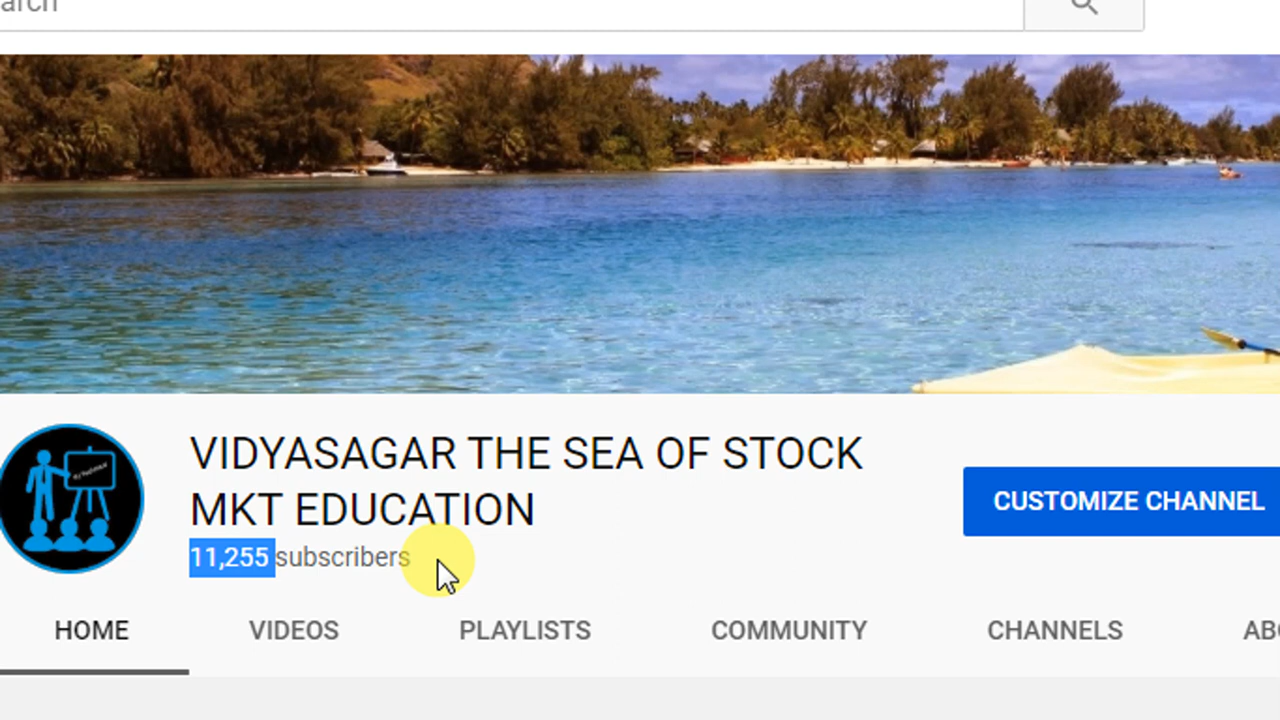 arch
VIDYASAGAR THE SEA OF STOCK
MKT EDUCATION
CUSTOMIZE CHANNEL
11,255 subscribers
HOME VIDEOS PLAYLISTS COMMUNITY CHANNELS AB